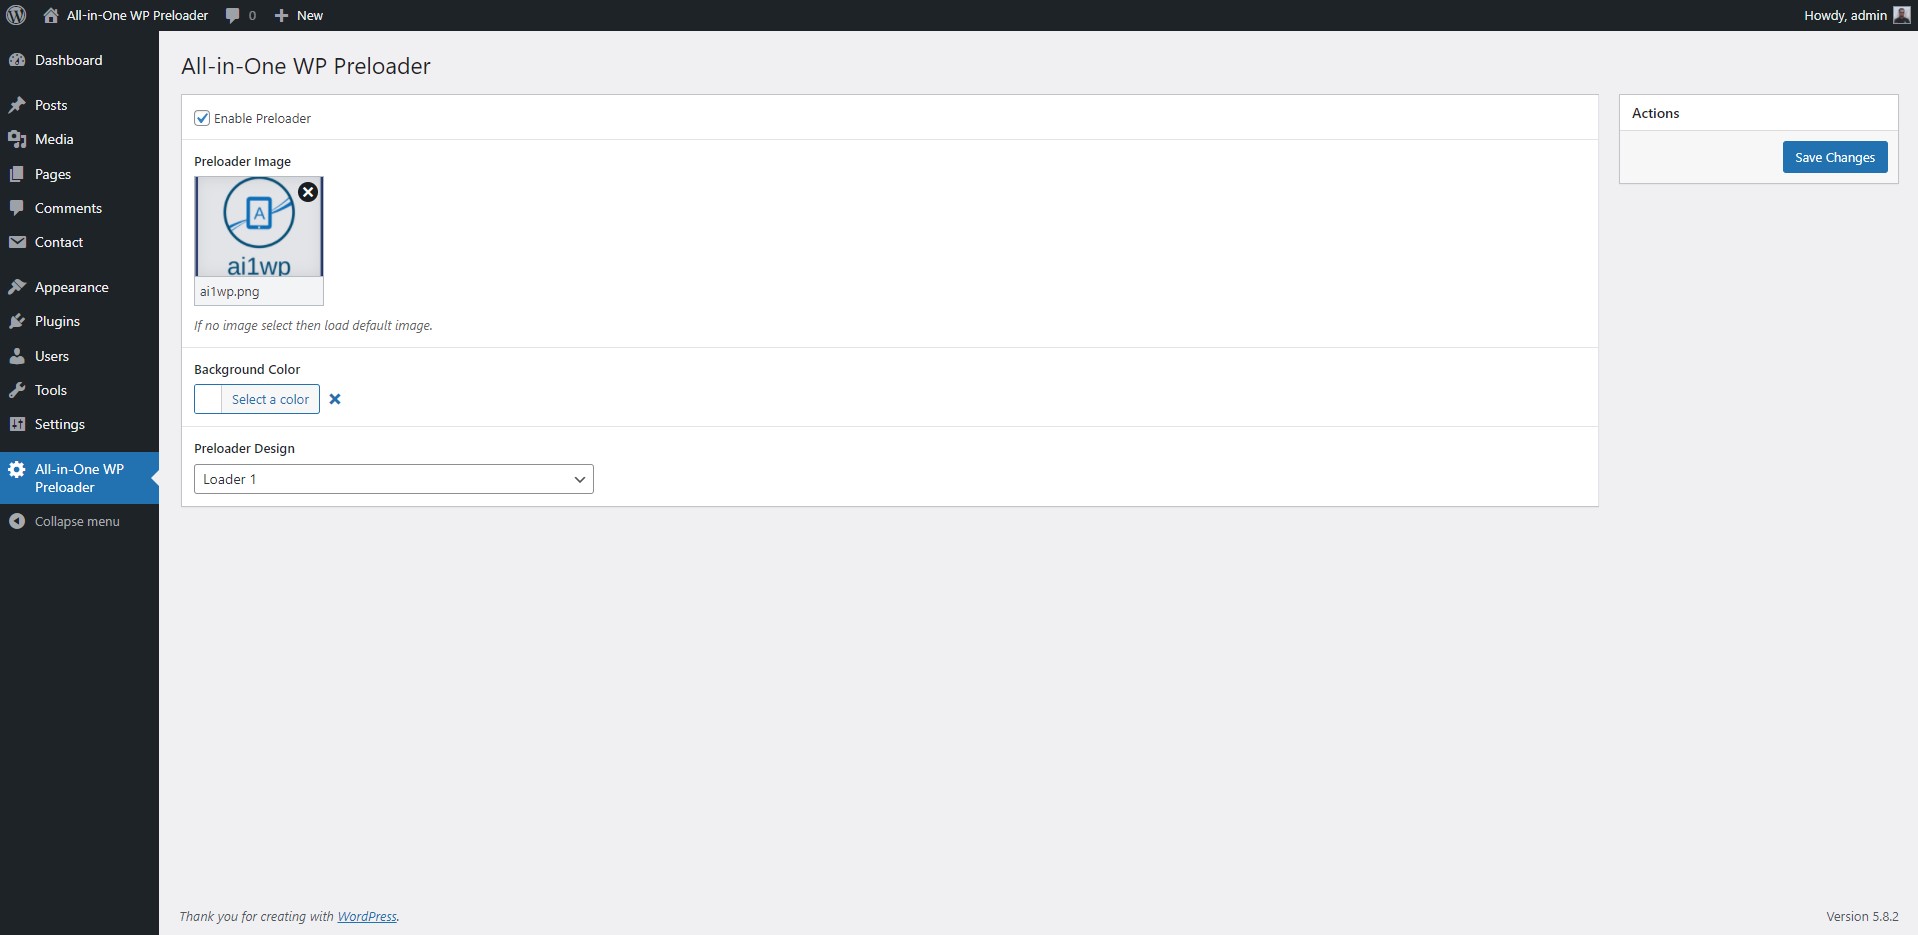 All-in-One WP Preloader
0
New
Howdy, admin
Dashboard
Posts
Media
Pages
Comments
Contact
Appearance
Plugins
Users
Tools
Settings
All-in-One WP
Preloader
Collapse menu
All-in-One WP Preloader
Enable Preloader
Preloader Image
A
ai1wp
ai1wp.png
If no image select then load default image.
Background Color
Select a color
Preloader Design
Loader 1
Actions
Save Changes
Thank you for creating with WordPress.
Version 5.8.2